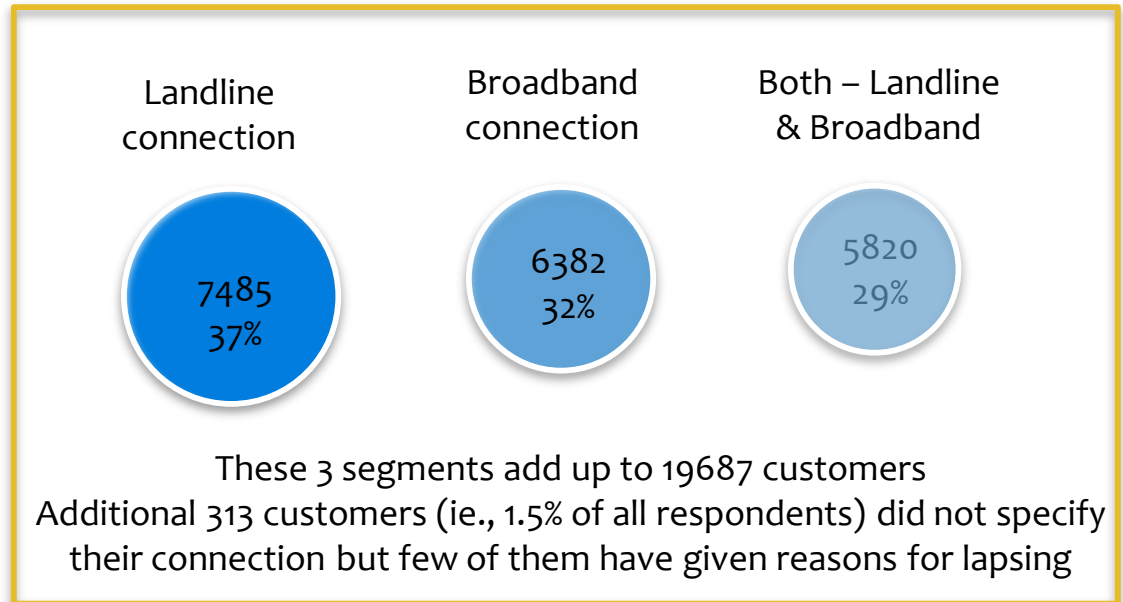 Landline
connection
Broadband
connection
Both – Landline
& Broadband
7485
37%
6382
32%
5820
29%
These 3 segments add up to 19687 customers
Additional 313 customers (ie., 1.5% of all respondents) did not specify
their connection but few of them have given reasons for lapsing